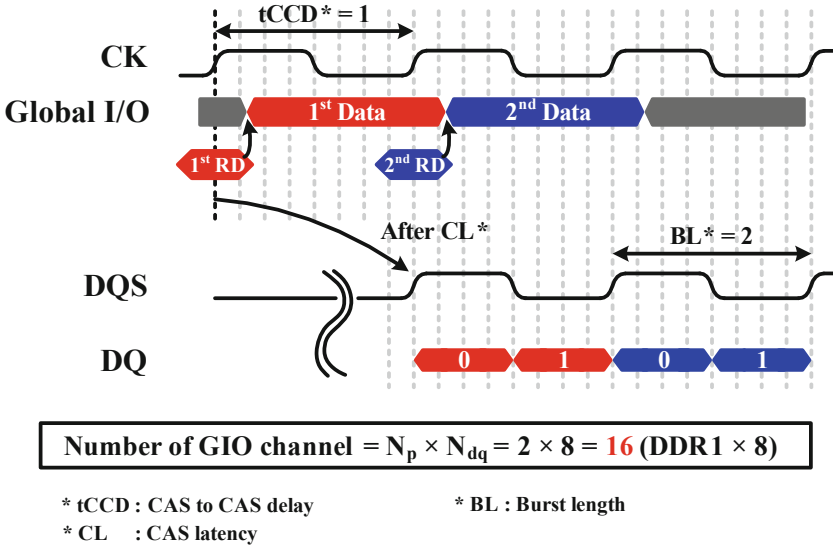 tCCD* = 1
CK
Global I/O
1st Data
2nd Data
1st RD
2nd RD
After CL*
BL* = 2
DQS
DQ
0 1 0 1
Number of GIO channel = Np × Ndq = 2 × 8 = 16 (DDR1 × 8)
* tCCD : CAS to CAS delay
* BL : Burst length
* CL : CAS latency